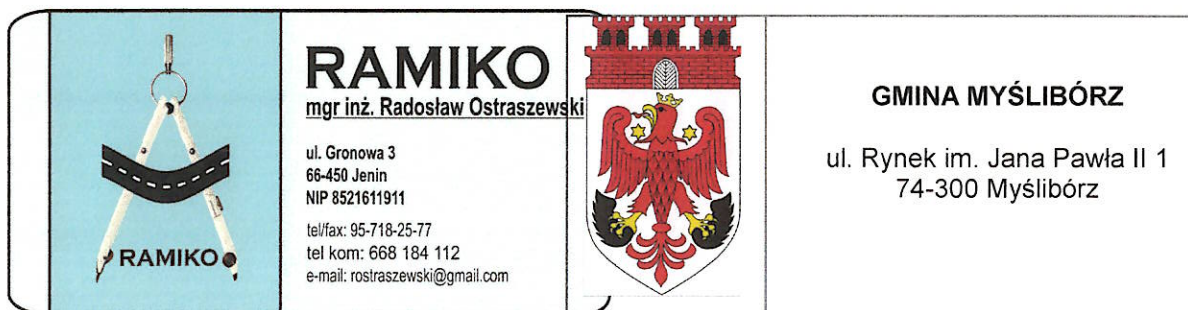 RAMIKO
RAMIKO
mgr inż. Radosław Ostraszewski
ul. Gronowa 3
66-450 Jenin
NIP 8521611911
tel/fax: 95-718-25-77
tel kom: 668 184 112
e-mail: rostraszewski@gmail.com
GMINA MYŚLIBÓRZ
ul. Rynek im. Jana Pawła II 1
74-300 Myślibórz